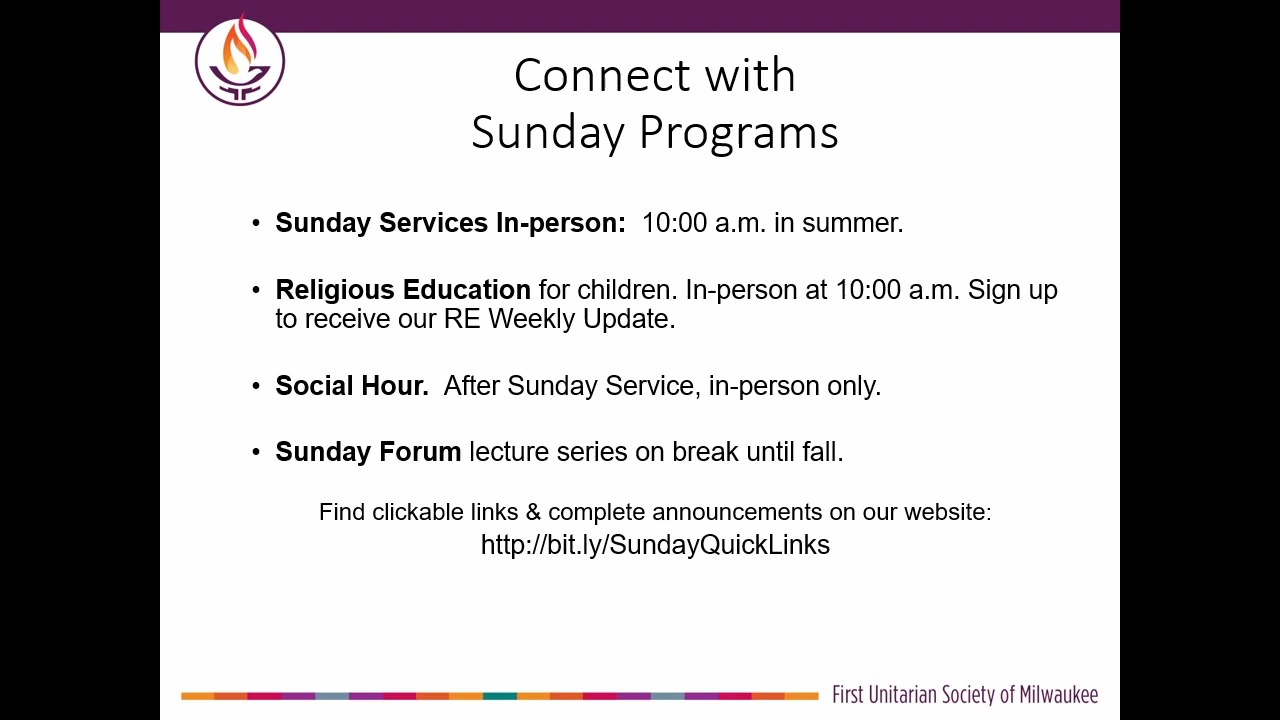 Connect with
Sunday Programs
• Sunday Services In-person:  10:00 a.m. in summer.
• Religious Education for children. In-person at 10:00 a.m. Sign up
to receive our RE Weekly Update.
• Social Hour.  After Sunday Service, in-person only.
• Sunday Forum lecture series on break until fall.
Find clickable links & complete announcements on our website:
http://bit.ly/SundayQuickLinks
First Unitarian Society of Milwaukee